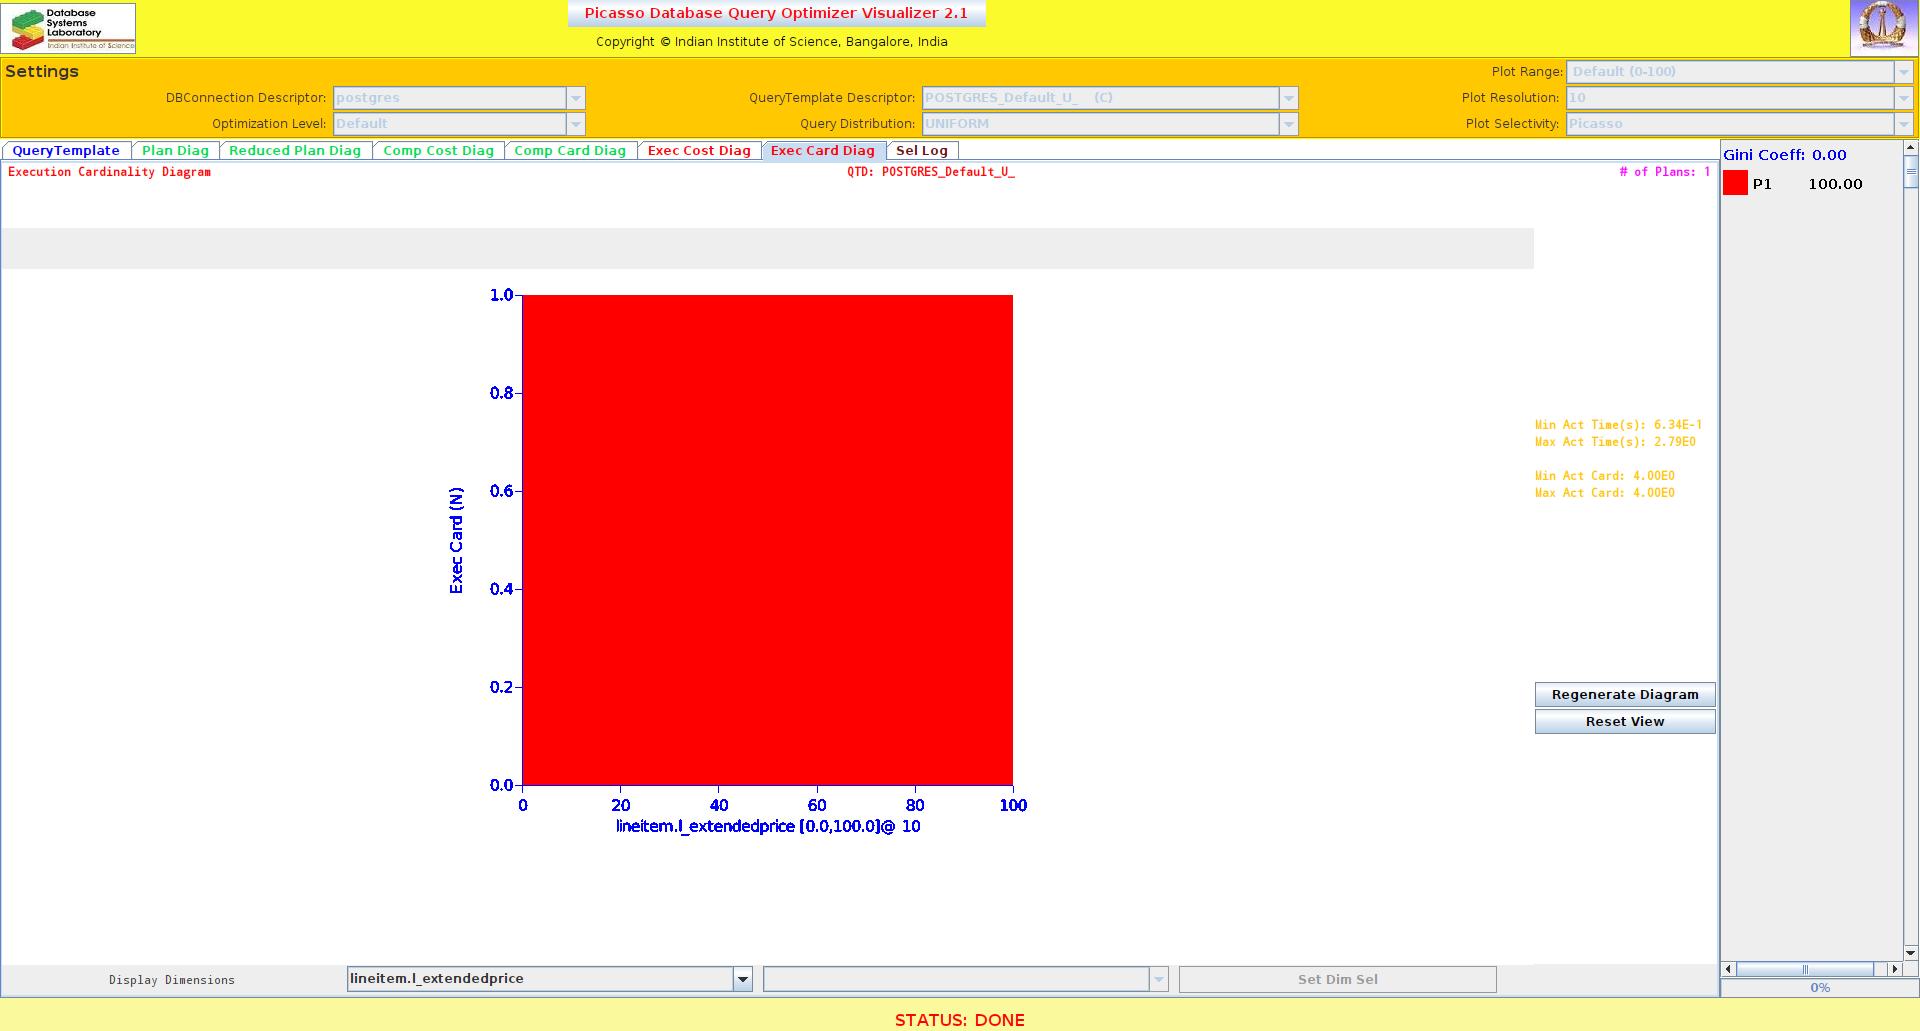 Database
Systems
Laboratory
Indian Institute of Science
Picasso Database Query Optimizer Visualizer 2.1
Copyright © Indian Institute of Science, Bangalore, India
Settings
Plot Range: Default (0-100)
DBConnection Descriptor: postgres
QueryTemplate Descriptor: POSTGRES_Default_U_ (C)
Plot Resolution: 10
Optimization Level: Default
Query Distribution: UNIFORM
Plot Selectivity: Picasso
QueryTemplate Plan Diag Reduced Plan Diag Comp Cost Diag Comp Card Diag Exec Cost Diag Exec Card Diag Sel Log
Execution Cardinality Diagram
QTD: POSTGRES_Default_U_
# of Plans: 1
Gini Coeff: 0.00
P1 100.00
1.0
0.8
0.6
0.4
0.2
0.0
Exec Card (N)
0 20 40 60 80 100
lineitem.l_extendedprice [0.0,100.0]@ 10
Min Act Time(s): 6.34E-1
Max Act Time(s): 2.79E0
Min Act Card: 4.00E0
Max Act Card: 4.00E0
Regenerate Diagram
Reset View
Display Dimensions
lineitem.l_extendedprice
Set Dim Sel
0%
STATUS: DONE